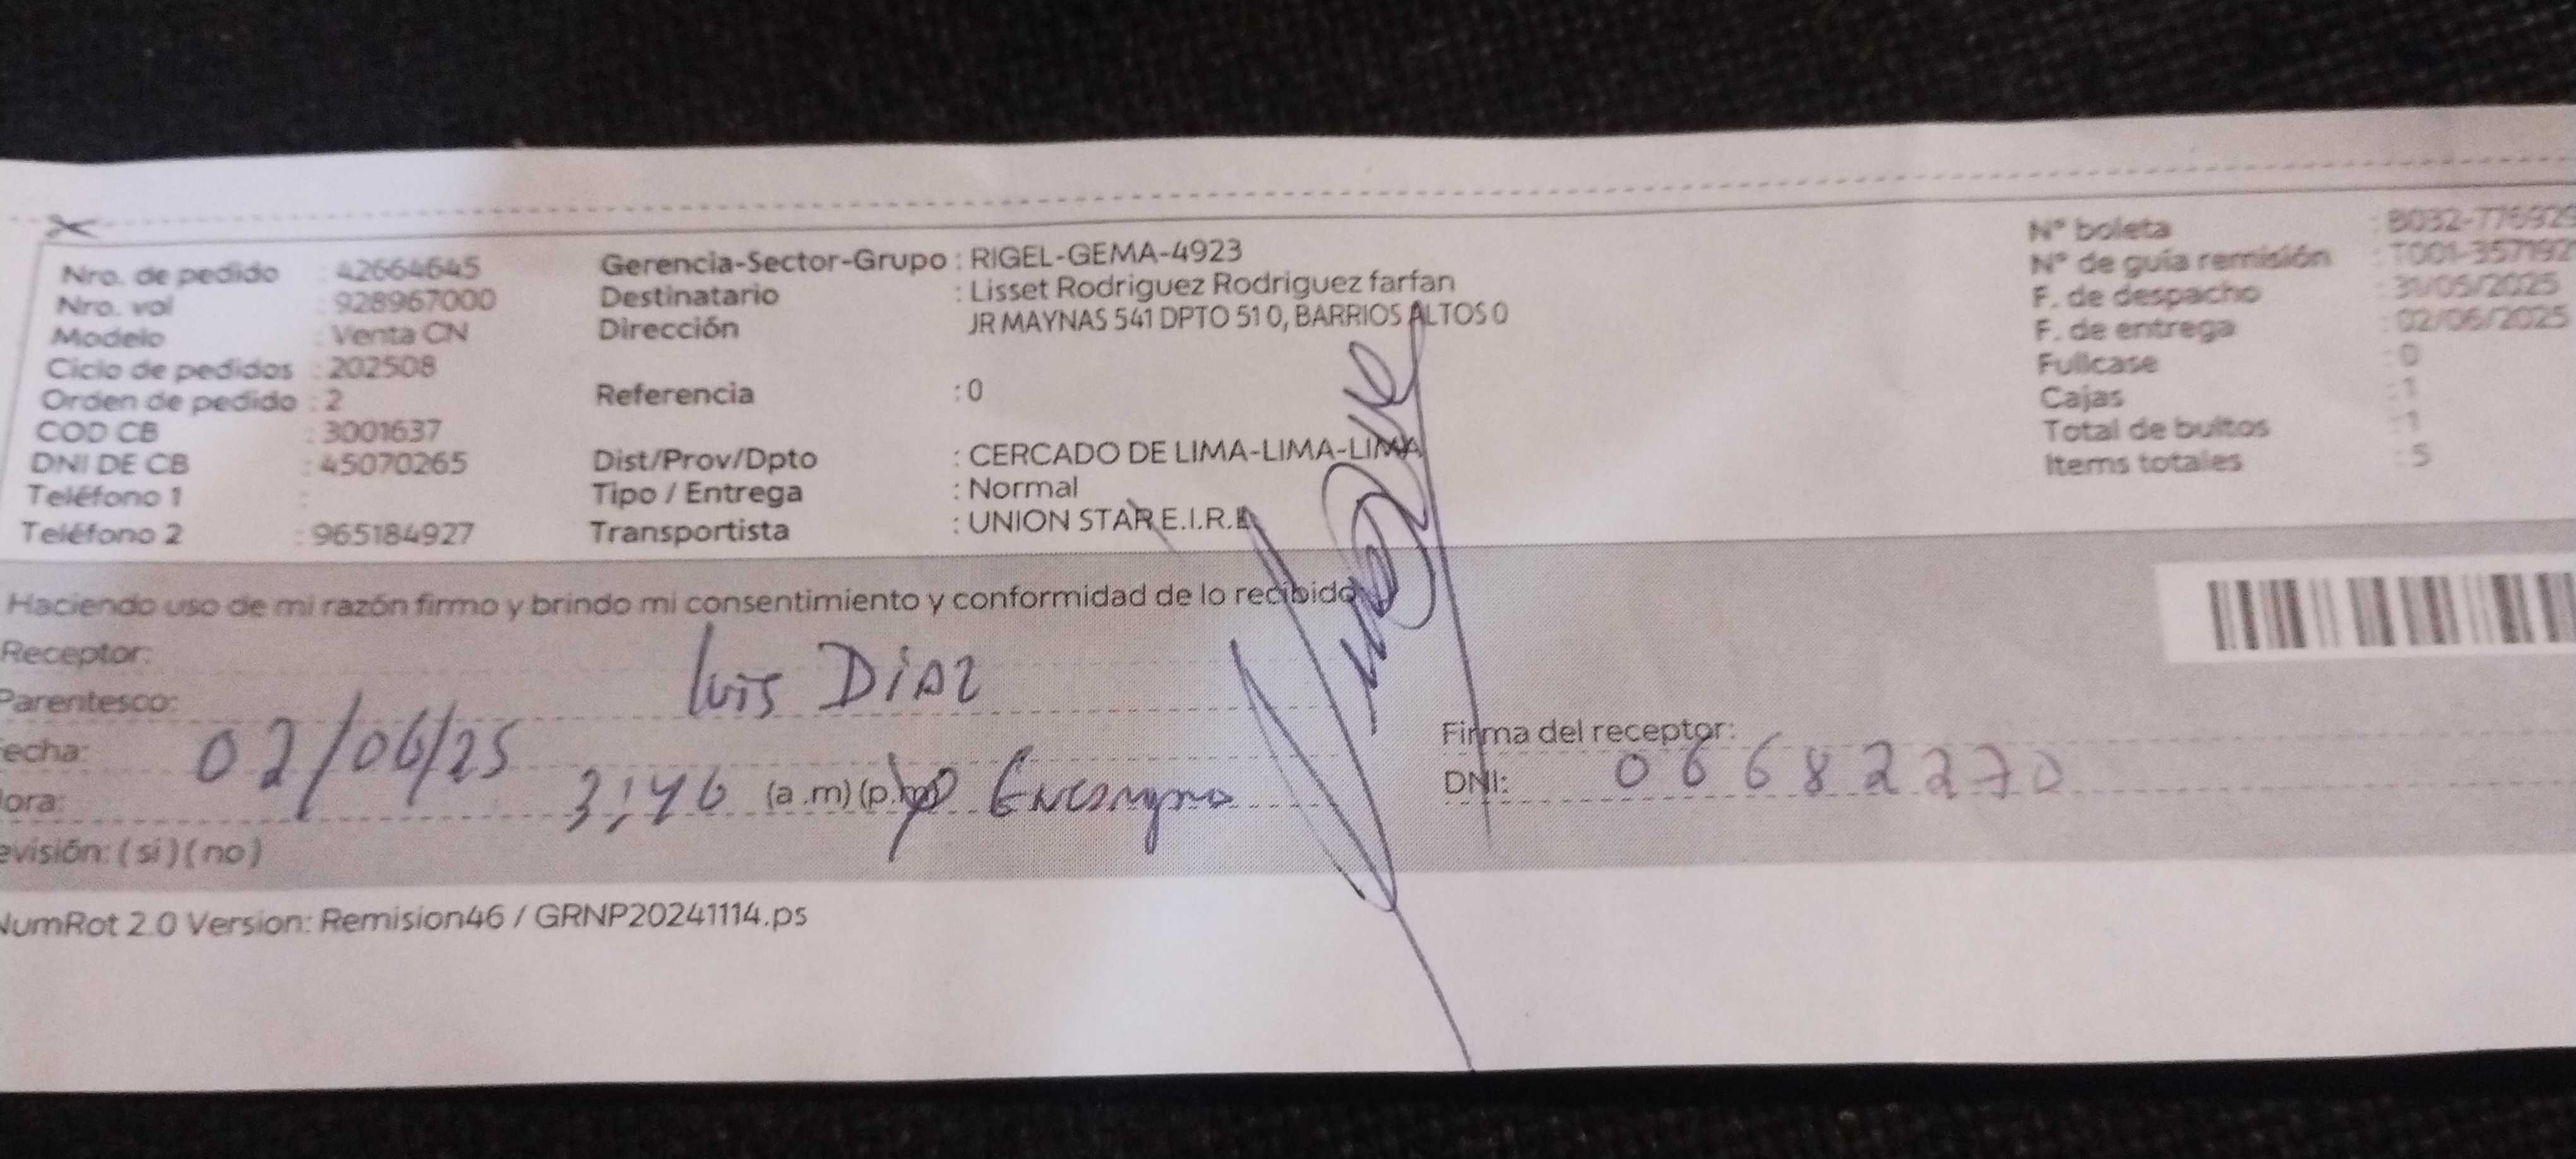 Nro. de pedido : 42664645
Nro. vol : 928967000
Modelo : Venta CN
Ciclo de pedidos : 202508
Orden de pedido : 2
COD CB : 3001637
DNI DE CB : 45070265
Teléfono 1 :
Teléfono 2 : 965184927
Gerencia-Sector-Grupo : RIGEL-GEMA-4923
Destinatario : Lisset Rodriguez Rodriguez farfan
Dirección JR MAYNAS 541 DPTO 51 0, BARRIOS ALTOS 0
Referencia : 0
Dist/Prov/Dpto : CERCADO DE LIMA-LIMA-LIMA
Tipo / Entrega : Normal
Transportista : UNION STAR E.I.R.L
N° boleta : B032-776925
N° de guía remisión : T001-357192
F. de despacho : 31/05/2025
F. de entrega : 02/06/2025
Fullcase : 0
Cajas : 1
Total de bultos : 1
Items totales : 5
Haciendo uso de mi razón firmo y brindo mi consentimiento y conformidad de lo recibido
Receptor: Luis DiAz
Parentesco:
echa: 02/06/25
ora: 3:46 (a.m) (p.m)
evisión: ( si ) ( no )
Firma del receptor:
DNI: 06682270
NumRot 2.0 Version: Remision46 / GRNP20241114.ps